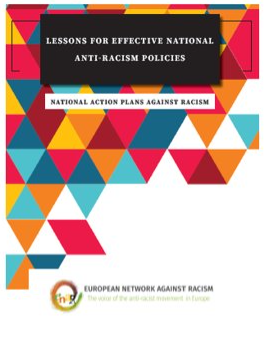 LESSONS FOR EFFECTIVE NATIONAL
ANTI-RACISM POLICIES
NATIONAL ACTION PLANS AGAINST RACISM
enar
EUROPEAN NETWORK AGAINST RACISM
The voice of the anti-racist movement in Europe